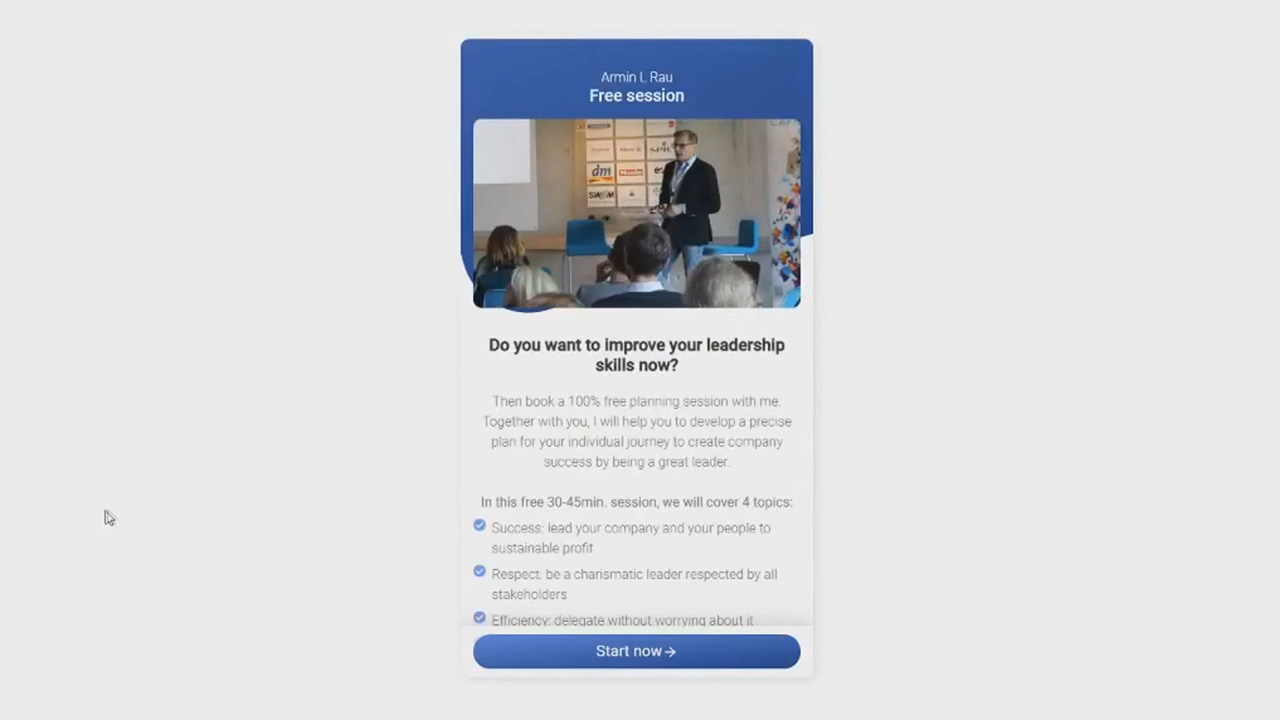 Armin L. Rau
Free session
dm
Miele
SWM
Do you want to improve your leadership
skills now?
Then book a 100% free planning session with me.
Together with you, I will help you to develop a precise
plan for your individual journey to create company
success by being a great leader.
In this free 30-45min. session, we will cover 4 topics:
Success: lead your company and your people to
sustainable profit
Respect: be a charismatic leader respected by all
stakeholders
Efficiency: delegate without worrying about it
Start now→